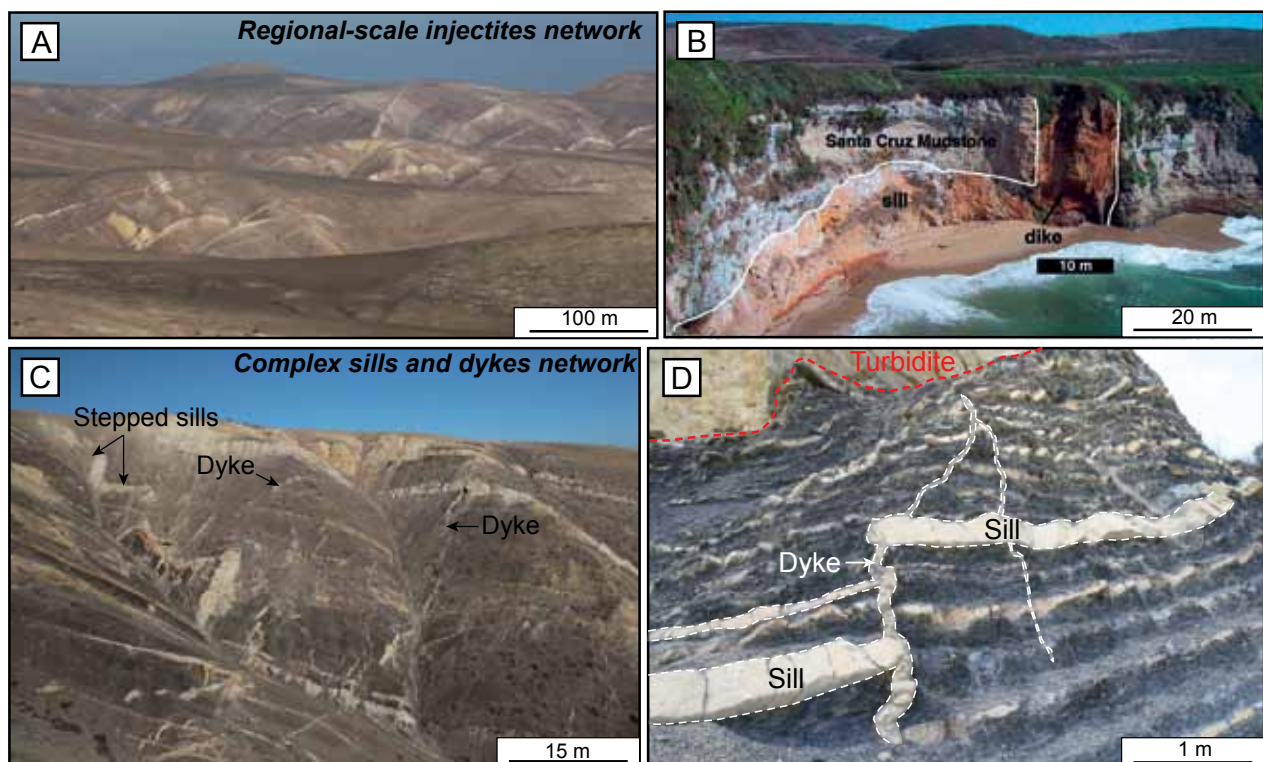 A
Regional-scale injectites network
100 m
B
Santa Cruz Mudstone
sill
dike
10 m
20 m
C
Complex sills and dykes network
Stepped sills
Dyke
Dyke
15 m
D
Turbidite
Sill
Dyke
Sill
1 m